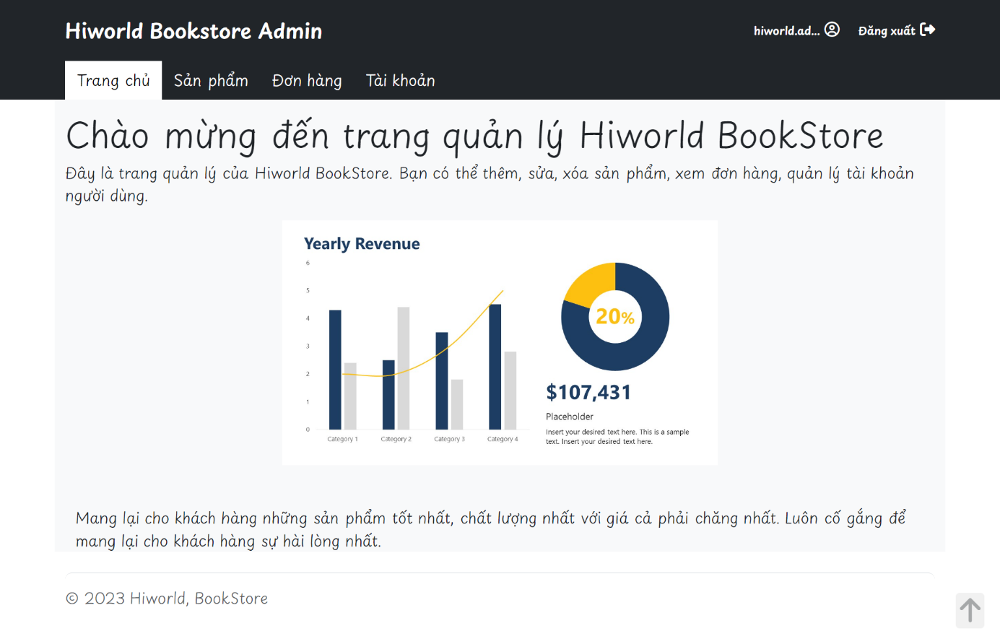 Hiworld Bookstore Admin
hiworld.ad...
Đăng xuất
Trang chủ
Sản phẩm
Đơn hàng
Tài khoản
Chào mừng đến trang quản lý Hiworld BookStore
Đây là trang quản lý của Hiworld BookStore. Bạn có thể thêm, sửa, xóa sản phẩm, xem đơn hàng, quản lý tài khoản
người dùng.
Yearly Revenue
6
5
4
3
2
1
0
Category 1
Category 2
Category 3
Category 4
20%
$107,431
Placeholder
Insert your desired text here. This is a sample
text. Insert your desired text here.
Mang lại cho khách hàng những sản phẩm tốt nhất, chất lượng nhất với giá cả phải chăng nhất. Luôn cố gắng để
mang lại cho khách hàng sự hài lòng nhất.
© 2023 Hiworld, BookStore